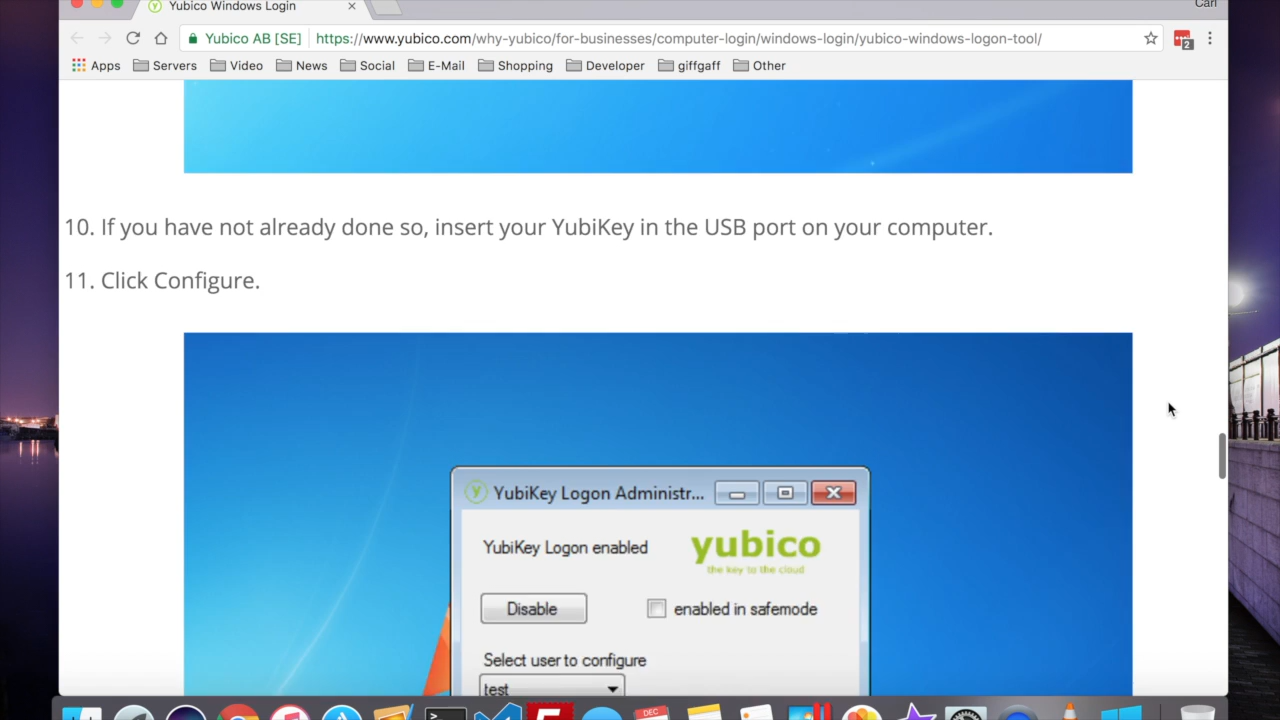 Yubico Windows Login
Carl
Yubico AB [SE]
https://www.yubico.com/why-yubico/for-businesses/computer-login/windows-login/yubico-windows-logon-tool/
2
Apps Servers Video News Social E-Mail Shopping Developer giffgaff Other
10. If you have not already done so, insert your YubiKey in the USB port on your computer.
11. Click Configure.
YubiKey Logon Administr...
YubiKey Logon enabled
yubico
the key to the cloud
Disable
enabled in safemode
Select user to configure
test
DEC